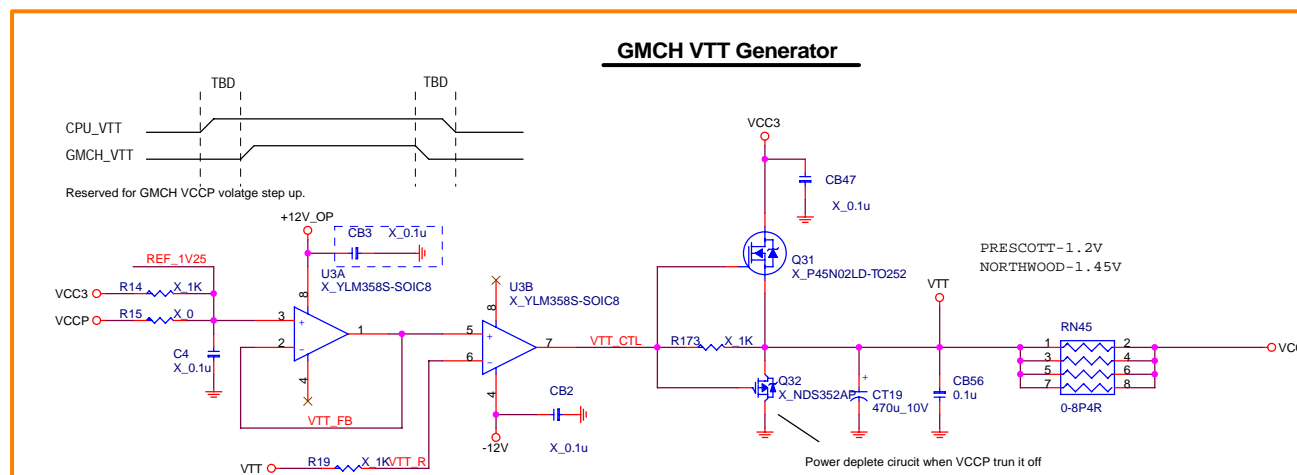 GMCH VTT Generator
TBD
TBD
CPU_VTT
GMCH_VTT
Reserved for GMCH VCCP volatge step up.
VCC3
CB47
X_0.1u
+12V_OP
CB3 X_0.1u
REF_1V25
U3A
X_YLM358S-SOIC8
VCC3
R14 X_1K
VCCP
R15 X_0
C4
X_0.1u
8
3
2
1
4
+
−
VTT_FB
U3B
X_YLM358S-SOIC8
8
5
6
7
4
+
−
VTT_CTL
CB2
X_0.1u
-12V
VTT
R19 X_1K
VTT_R
Q31
X_P45N02LD-TO252
R173 X_1K
Q32
X_NDS352AP
+
CT19
470u_10V
CB56
0.1u
Power deplete cirucit when VCCP trun it off
PRESCOTT-1.2V
NORTHWOOD-1.45V
VTT
RN45
1 2
3 4
5 6
7 8
0-8P4R